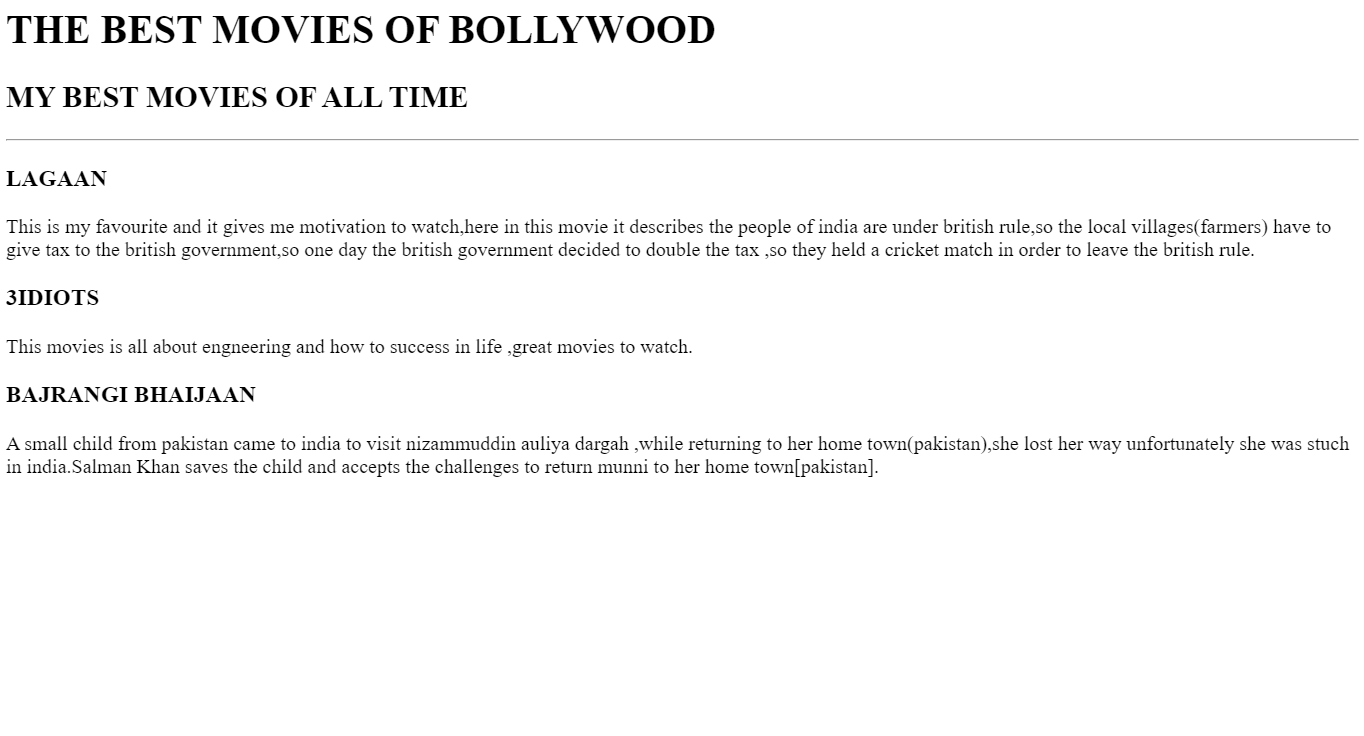 THE BEST MOVIES OF BOLLYWOOD
MY BEST MOVIES OF ALL TIME
LAGAAN
This is my favourite and it gives me motivation to watch,here in this movie it describes the people of india are under british rule,so the local villages(farmers) have to
give tax to the british government,so one day the british government decided to double the tax ,so they held a cricket match in order to leave the british rule.
3IDIOTS
This movies is all about engneering and how to success in life ,great movies to watch.
BAJRANGI BHAIJAAN
A small child from pakistan came to india to visit nizammuddin auliya dargah ,while returning to her home town(pakistan),she lost her way unfortunately she was stuch
in india.Salman Khan saves the child and accepts the challenges to return munni to her home town[pakistan].